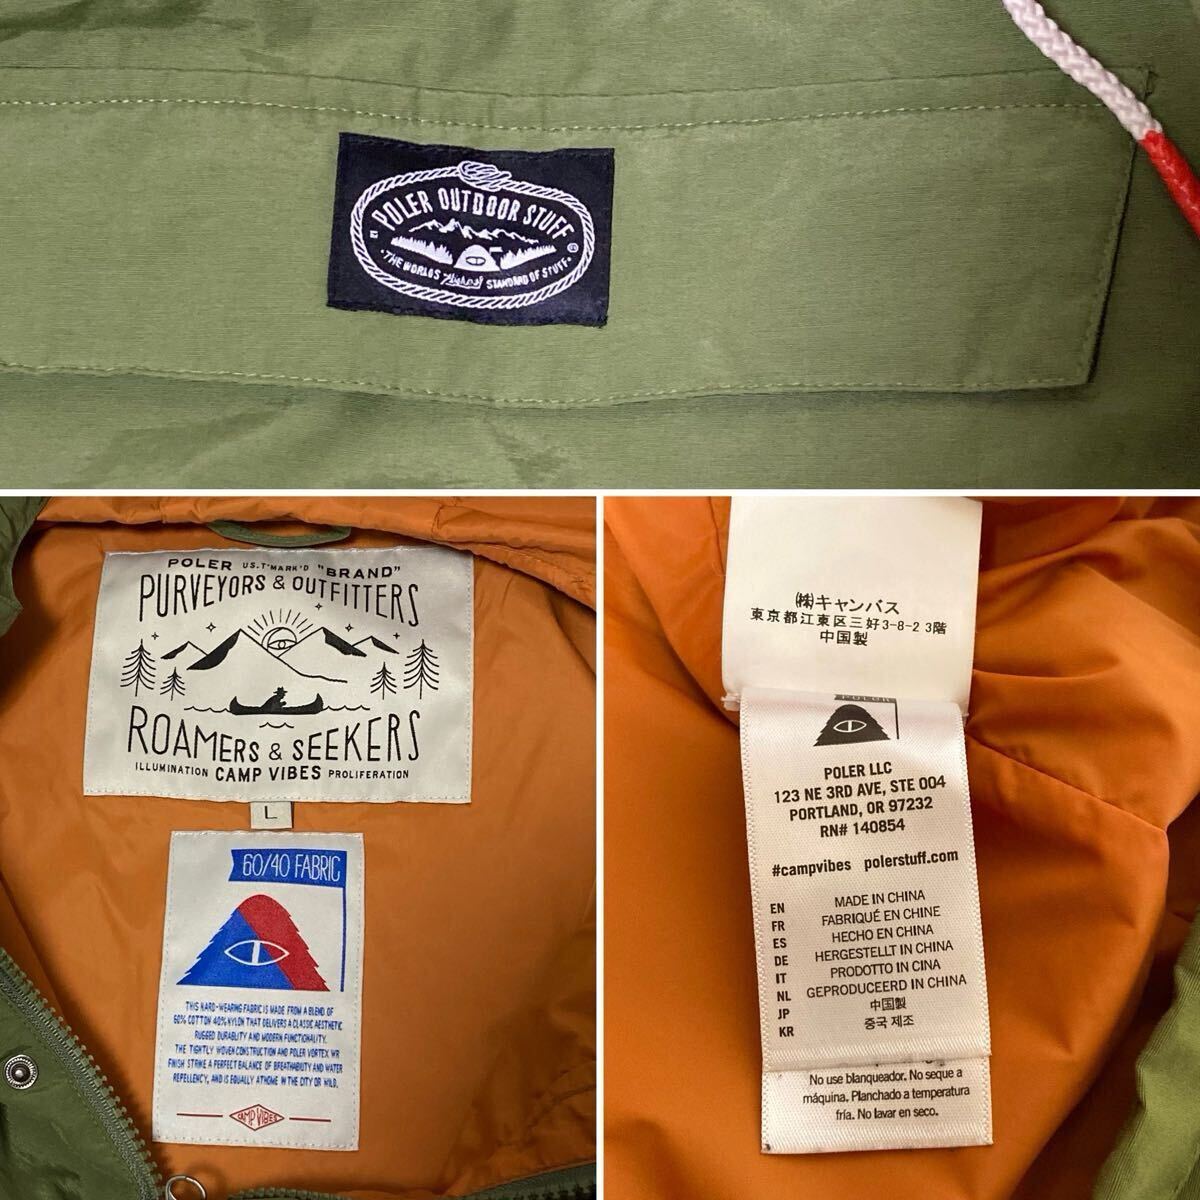 POLER OUTDOOR STUFF
THE WORLDS Highest STANDARD OF STUFF
POLER U.S.T'MARK'D "BRAND"
PURVEYORS & OUTFITTERS
ROAMERS & SEEKERS
ILLUMINATION CAMP VIBES PROLIFERATION
L
60/40 FABRIC
THIS HARD-WEARING FABRIC IS MADE FROM A BLEND OF
60% COTTON 40% NYLON THAT DELIVERS A CLASSIC AESTHETIC
RUGGED DURABILITY AND MODERN FUNCTIONALITY.
THE TIGHTLY WOVEN CONSTRUCTION AND POLER VORTEX WR
FINISH STRIKE A PERFECT BALANCE OF BREATHABILITY AND WATER
REPELLENCY, AND IS EQUALLY AT HOME IN THE CITY OR WILD.
CAMP VIBES
㈱キャンバス
東京都江東区三好3-8-2 3階
中国製
POLER LLC
123 NE 3RD AVE, STE 004
PORTLAND, OR 97232
RN# 140854
#campvibes polerstuff.com
EN MADE IN CHINA
FR FABRIQUÉ EN CHINE
ES HECHO EN CHINA
DE HERGESTELLT IN CHINA
IT PRODOTTO IN CINA
NL GEPRODUCEERD IN CHINA
JP 中国製
KR 중국 제조
No use blanqueador. No seque a
máquina. Planchado a temperatura
fría. No lavar en seco.